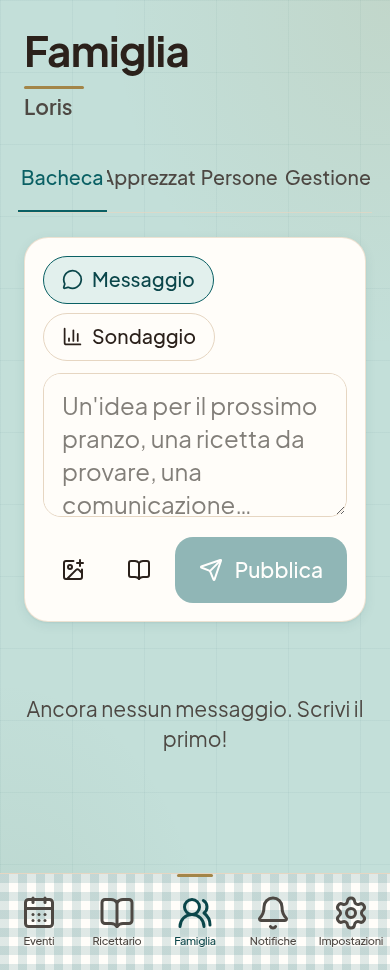 Famiglia
Loris
Bacheca Apprezzat Persone Gestione
Messaggio
Sondaggio
Un'idea per il prossimo
pranzo, una ricetta da
provare, una
comunicazione…
Pubblica
Ancora nessun messaggio. Scrivi il
primo!
Eventi Ricettario Famiglia Notifiche Impostazioni